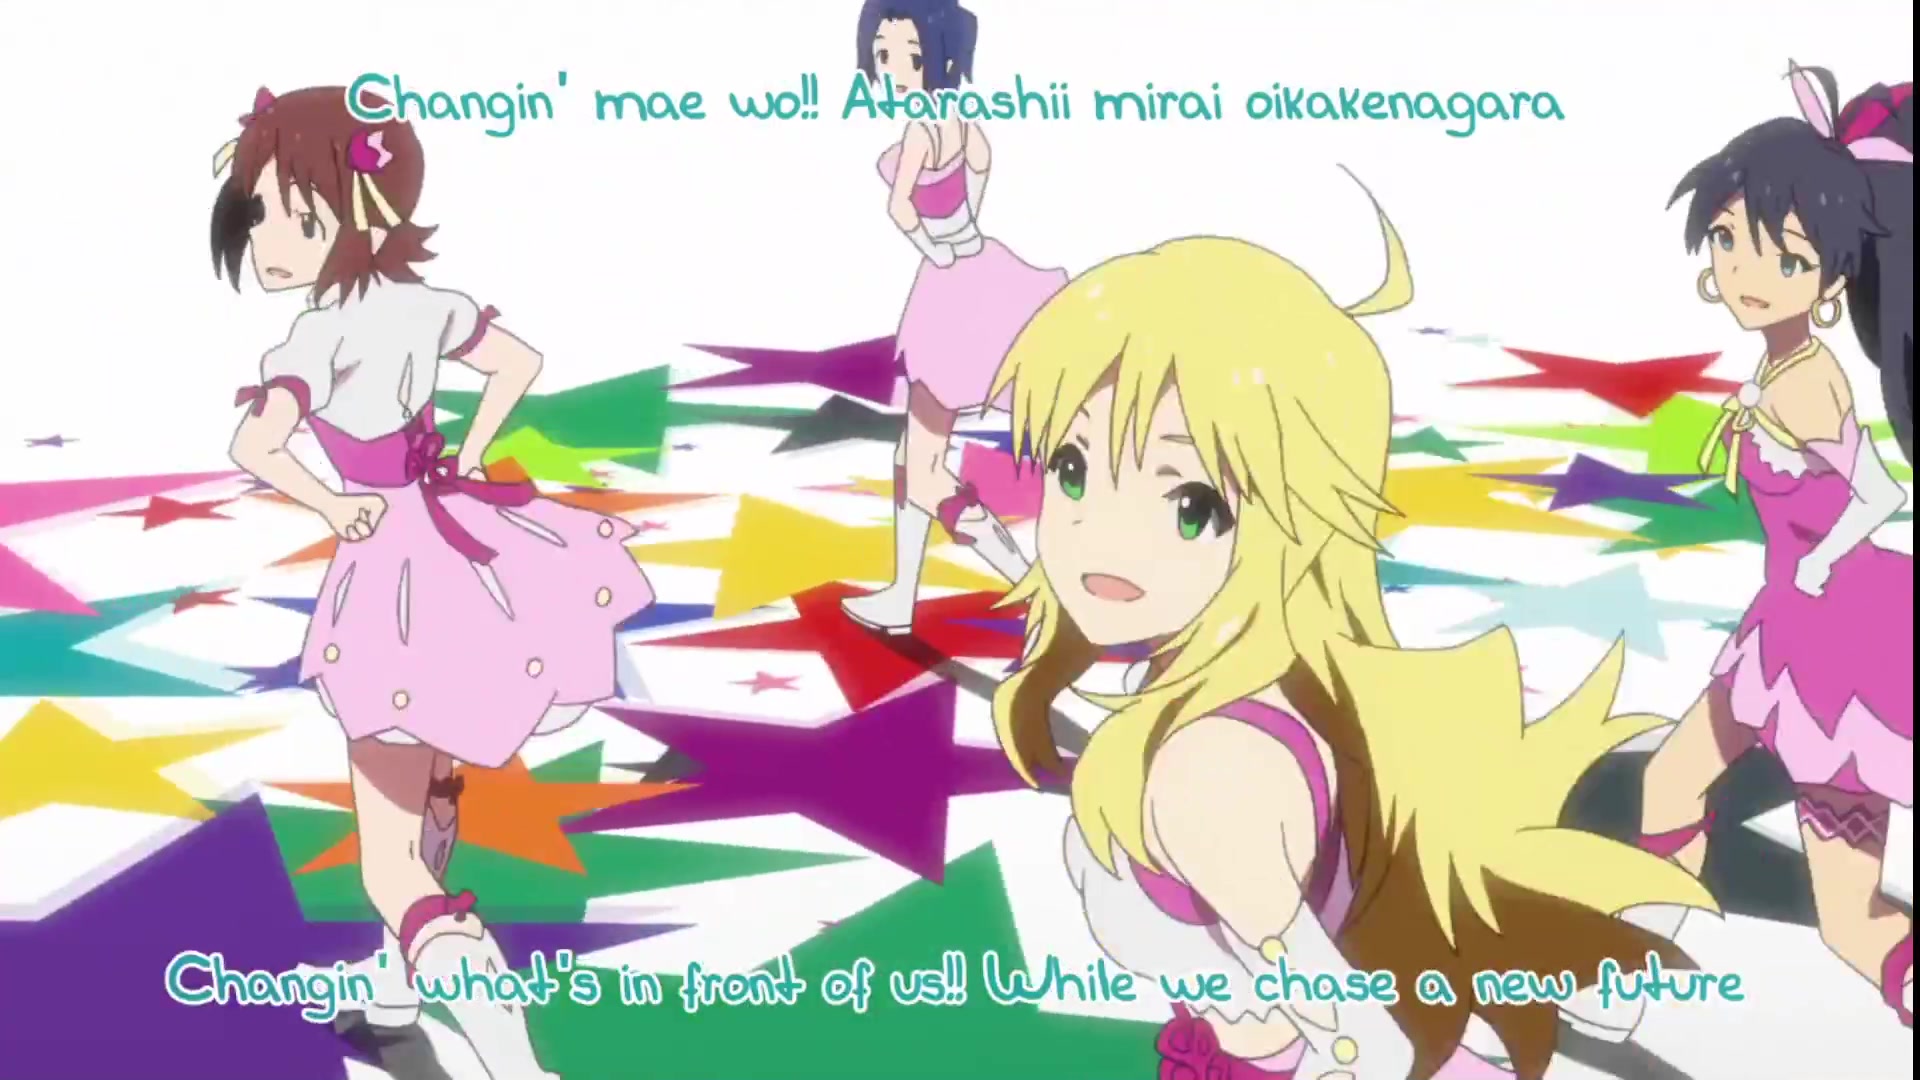 Changin' mae wo!! Atarashii mirai oikakenagara
Changin' what's in front of us!! While we chase a new future